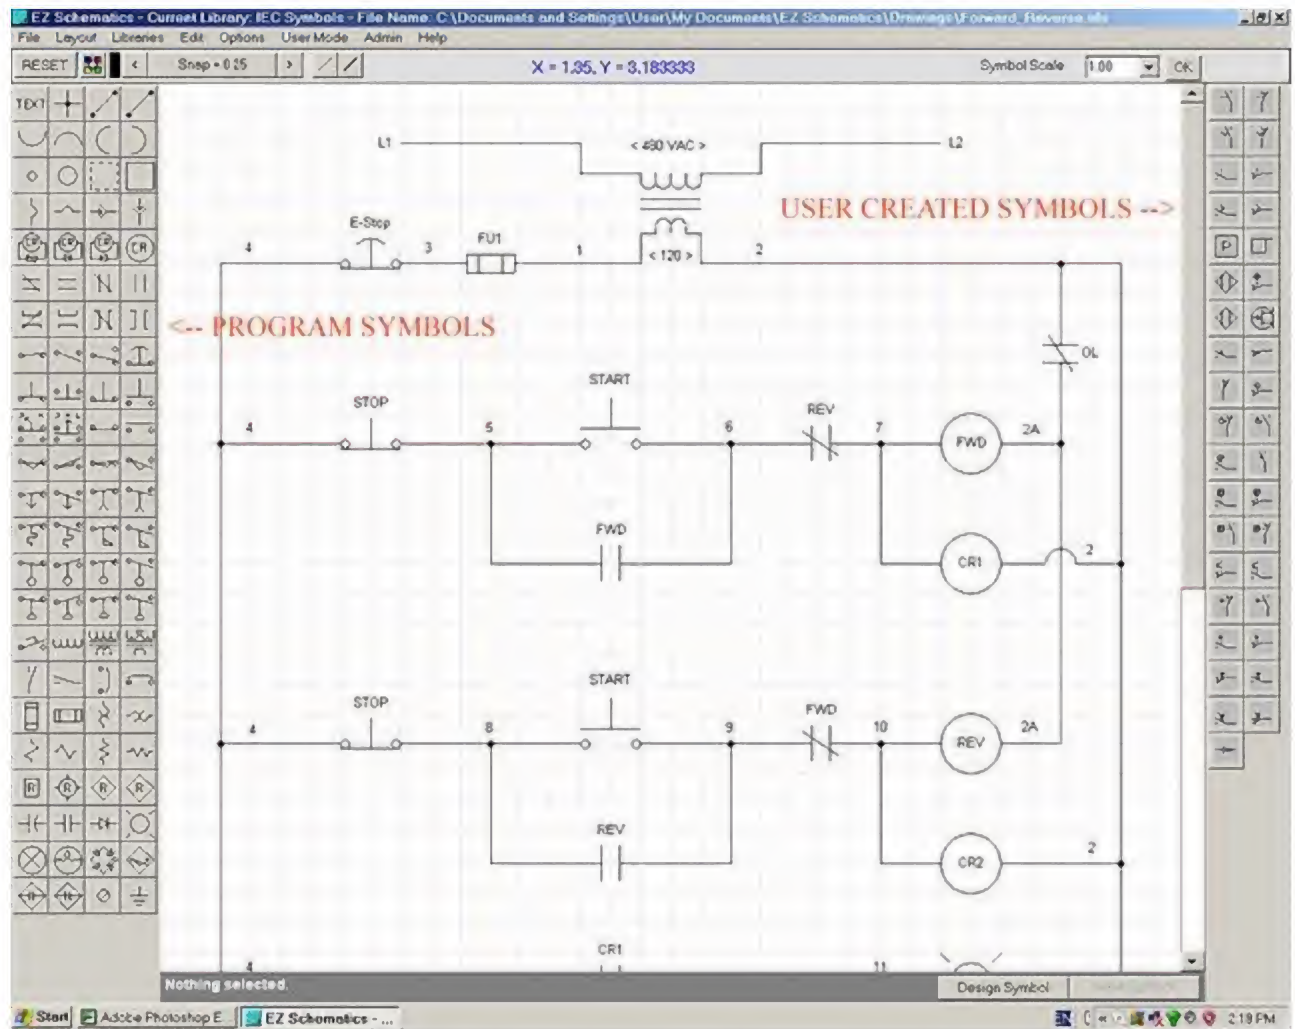 EZ Schematics - Current Library: IEC Symbols - File Name: C:\Documents and Settings\User\My Documents\EZ Schematics\Drawings\Forward_Reverse.
File Layout Libraries Edit Options User Mode Admin Help
RESET < Snap = 0.25 > X = 1.35, Y = 3.183333 Symbol Scale 1.00 OK
TEXT
L1 < 480 VAC > L2
USER CREATED SYMBOLS -->
4 E-Stop 3 FU1 1 < 120 > 2
CR CR CR CR
P
<-- PROGRAM SYMBOLS
OL
START
STOP REV
4 5 6 7 FWD 2A
FWD
CR1 2
START
STOP FWD
4 8 9 10 REV 2A
REV
R R R R
CR2 2
CR1
4 11
Nothing selected. Design Symbol
Start Adobe Photoshop E... EZ Schematics - ... 2:19 PM